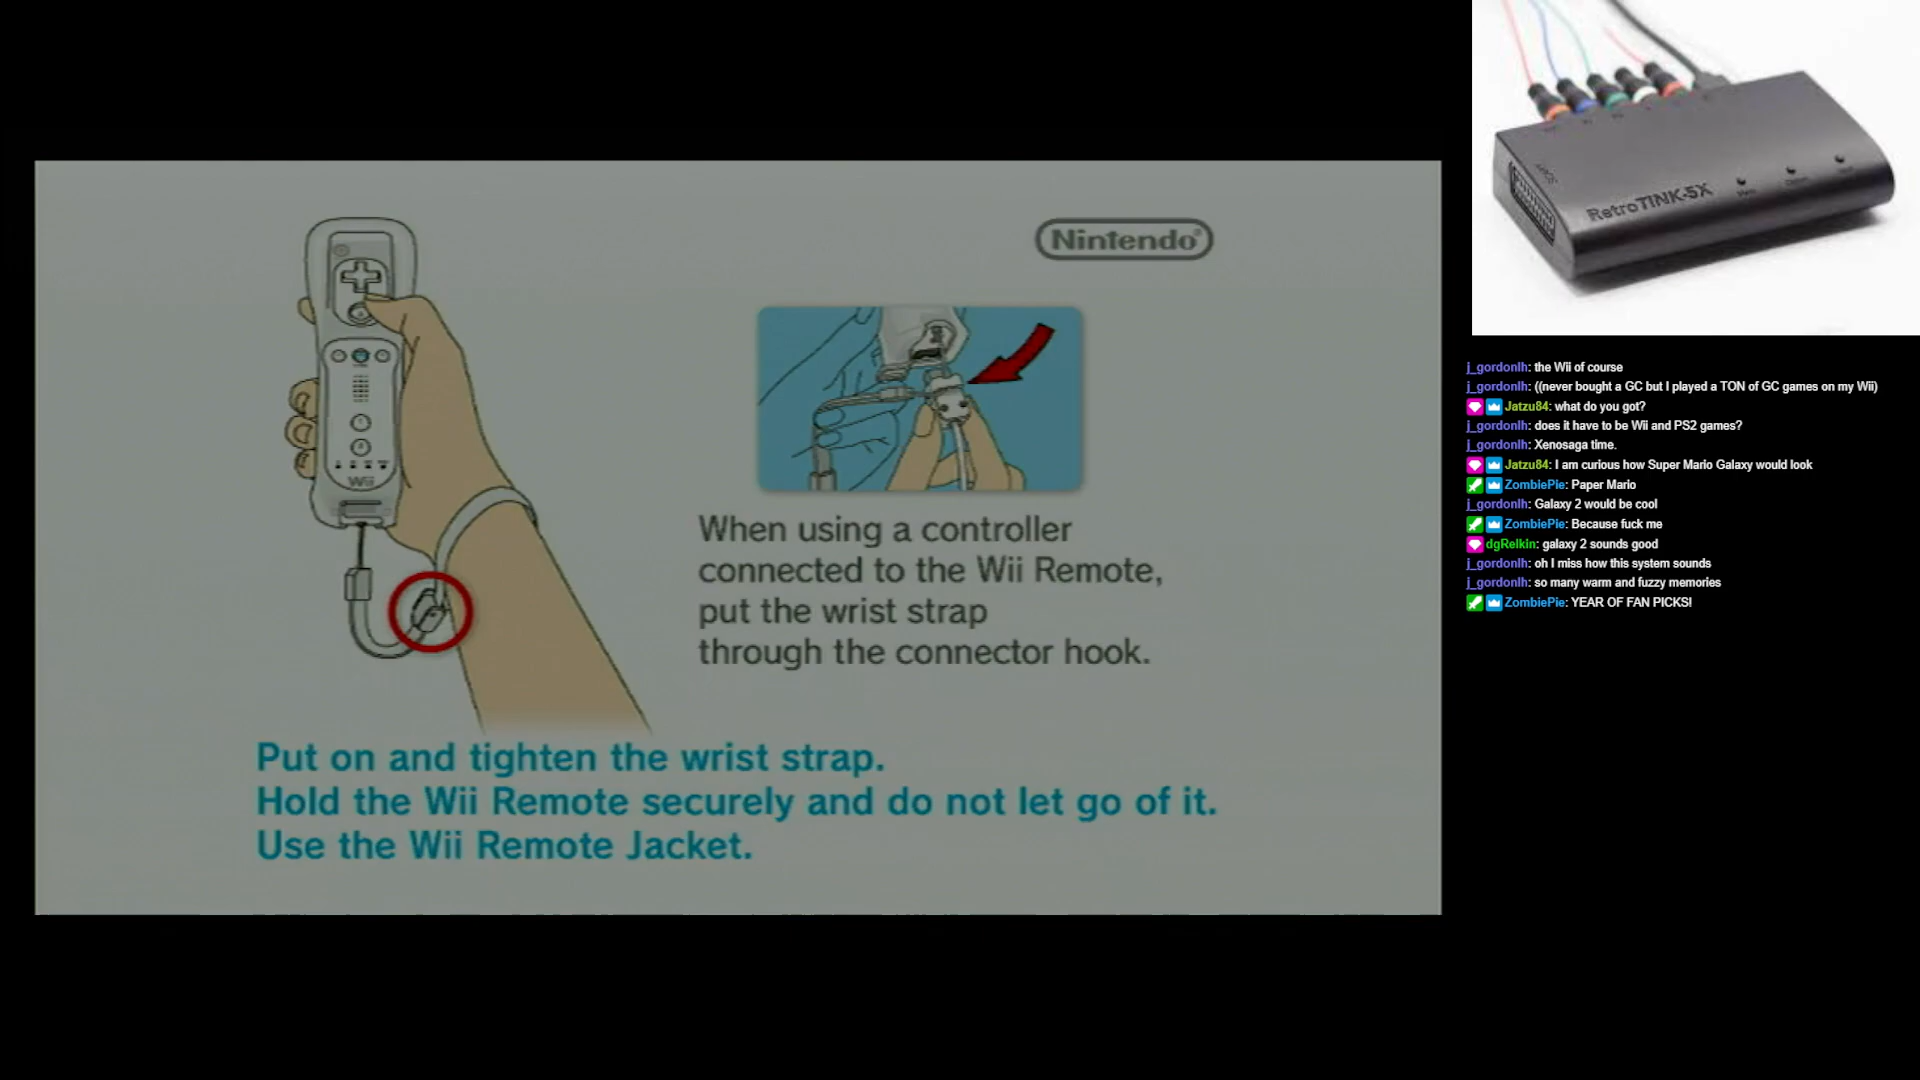 Nintendo®
When using a controller
connected to the Wii Remote,
put the wrist strap
through the connector hook.
Wii
Put on and tighten the wrist strap.
Hold the Wii Remote securely and do not let go of it.
Use the Wii Remote Jacket.
RetroTINK-5X
j_gordonlh: the Wii of course
j_gordonlh: ((never bought a GC but I played a TON of GC games on my Wii)
Jatzu84: what do you got?
j_gordonlh: does it have to be Wii and PS2 games?
j_gordonlh: Xenosaga time.
Jatzu84: I am curious how Super Mario Galaxy would look
ZombiePie: Paper Mario
j_gordonlh: Galaxy 2 would be cool
ZombiePie: Because fuck me
dgRelkin: galaxy 2 sounds good
j_gordonlh: oh I miss how this system sounds
j_gordonlh: so many warm and fuzzy memories
ZombiePie: YEAR OF FAN PICKS!